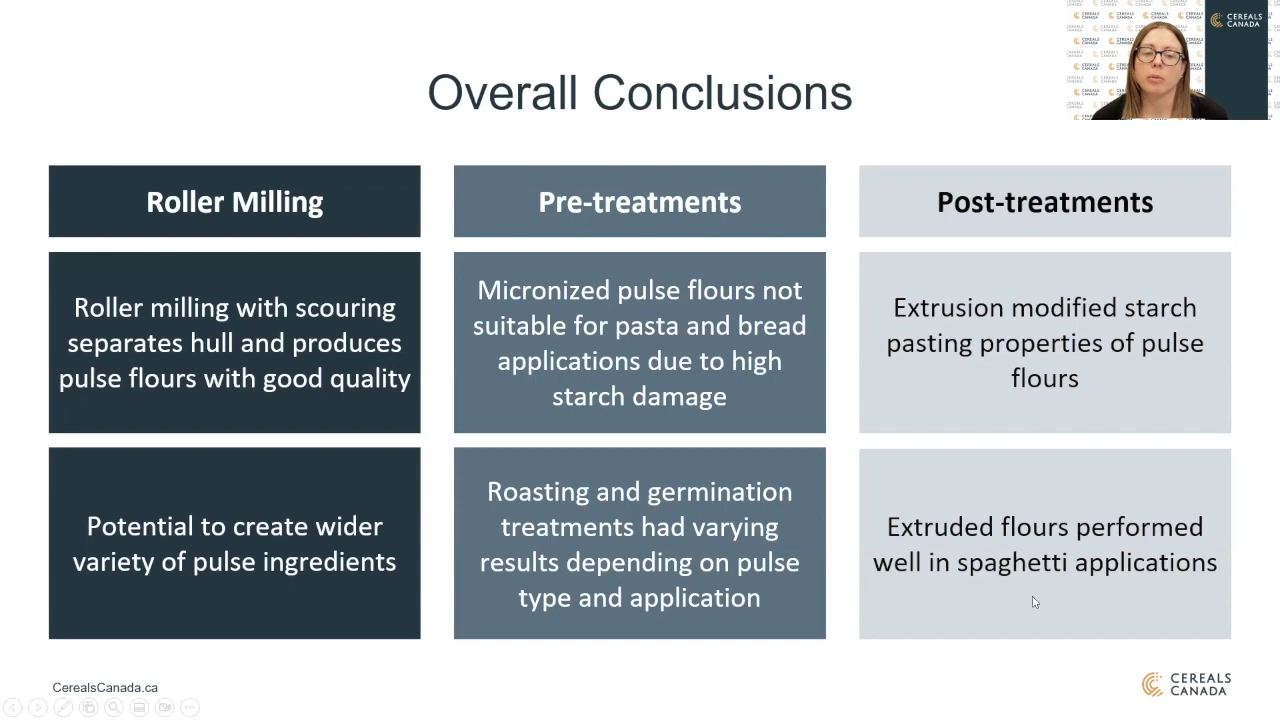 CEREALS
CANADA
Overall Conclusions
Roller Milling
Roller milling with scouring
separates hull and produces
pulse flours with good quality
Potential to create wider
variety of pulse ingredients
Pre-treatments
Micronized pulse flours not
suitable for pasta and bread
applications due to high
starch damage
Roasting and germination
treatments had varying
results depending on pulse
type and application
Post-treatments
Extrusion modified starch
pasting properties of pulse
flours
Extruded flours performed
well in spaghetti applications
CerealsCanada.ca
CEREALS
CANADA